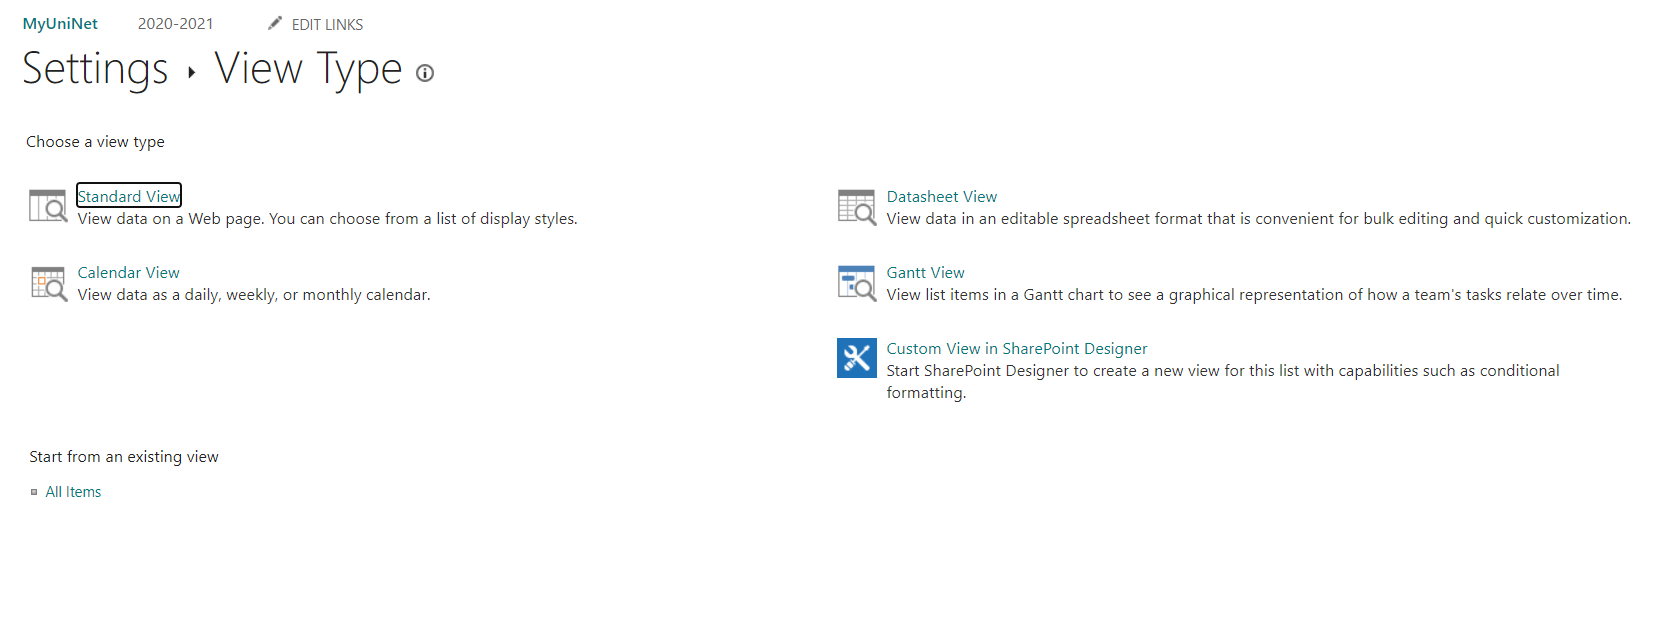 MyUniNet 2020-2021 EDIT LINKS
Settings ▸ View Type
Choose a view type
Standard View
View data on a Web page. You can choose from a list of display styles.
Datasheet View
View data in an editable spreadsheet format that is convenient for bulk editing and quick customization.
Calendar View
View data as a daily, weekly, or monthly calendar.
Gantt View
View list items in a Gantt chart to see a graphical representation of how a team's tasks relate over time.
Custom View in SharePoint Designer
Start SharePoint Designer to create a new view for this list with capabilities such as conditional
formatting.
Start from an existing view
All Items